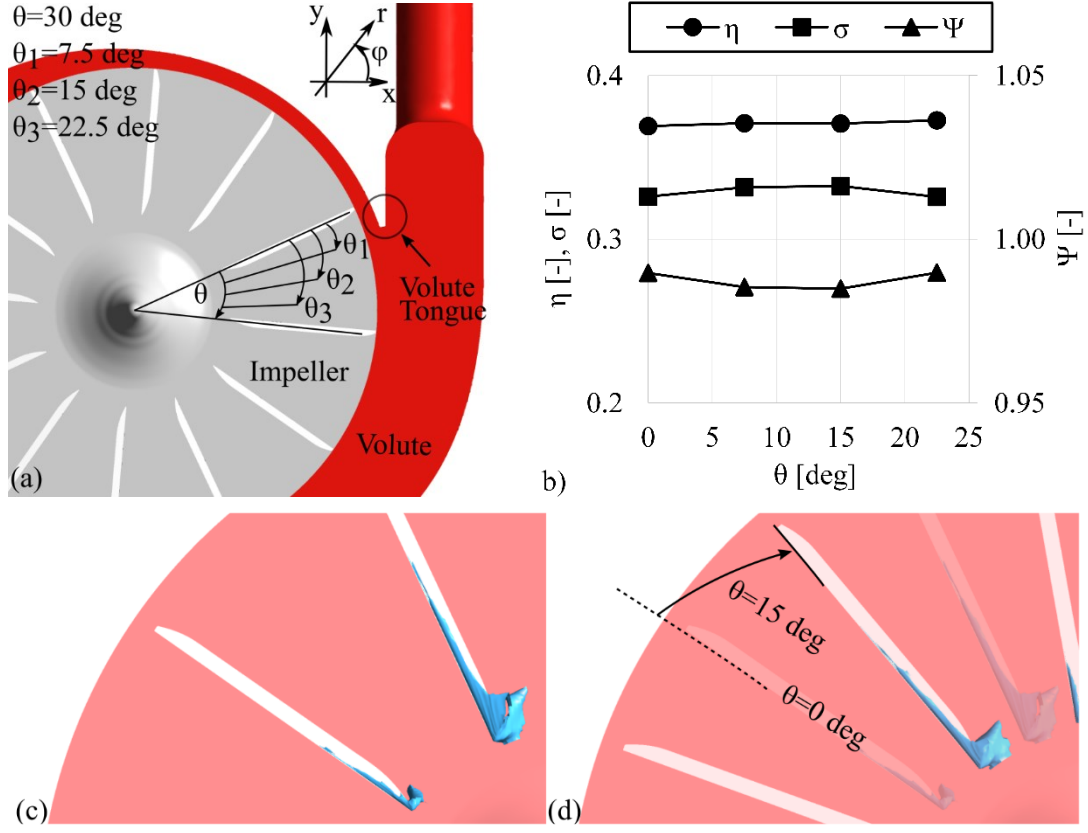 θ=30 deg
θ1=7.5 deg
θ2=15 deg
θ3=22.5 deg
y
r
φ
x
θ1
θ2
θ
θ3
Volute
Tongue
Impeller
Volute
(a)
η σ Ψ
0.4 1.05
0.3 1.00
0.2 0.95
η [-], σ [-]
Ψ [-]
0 5 10 15 20 25
θ [deg]
b)
θ=15 deg
θ=0 deg
(c)
(d)